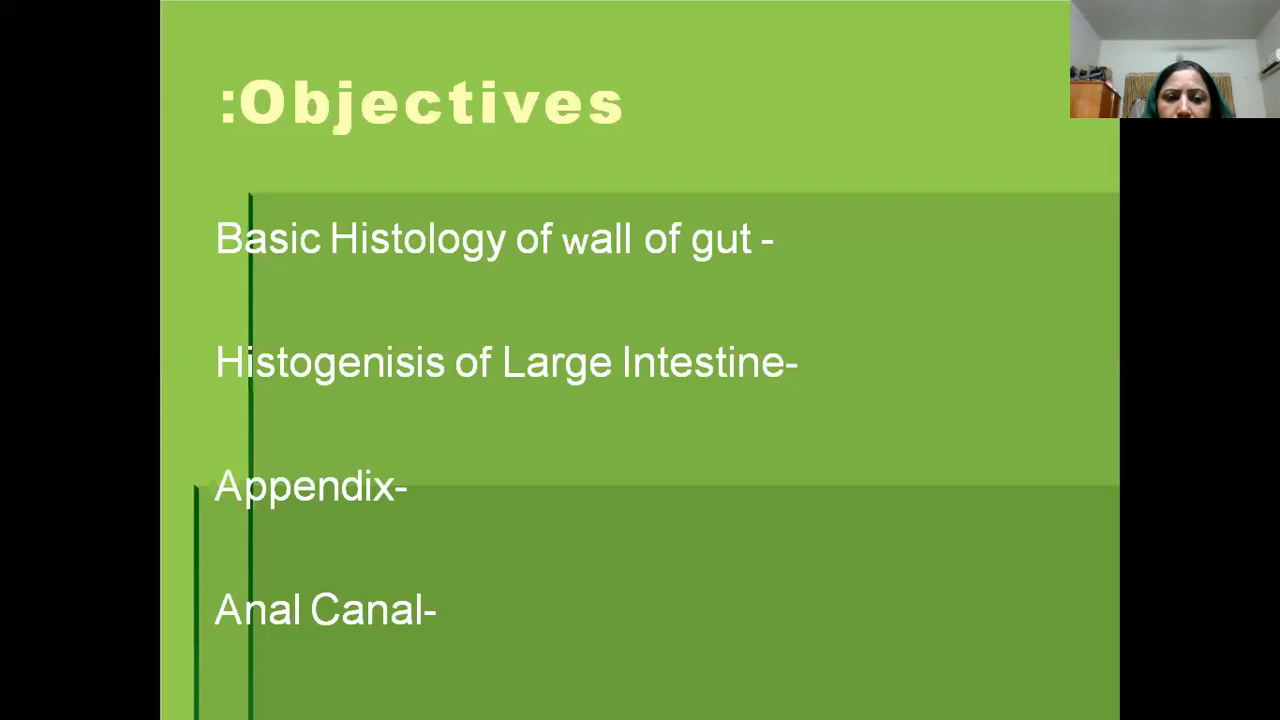 :Objectives
Basic Histology of wall of gut -
Histogenisis of Large Intestine-
Appendix-
Anal Canal-